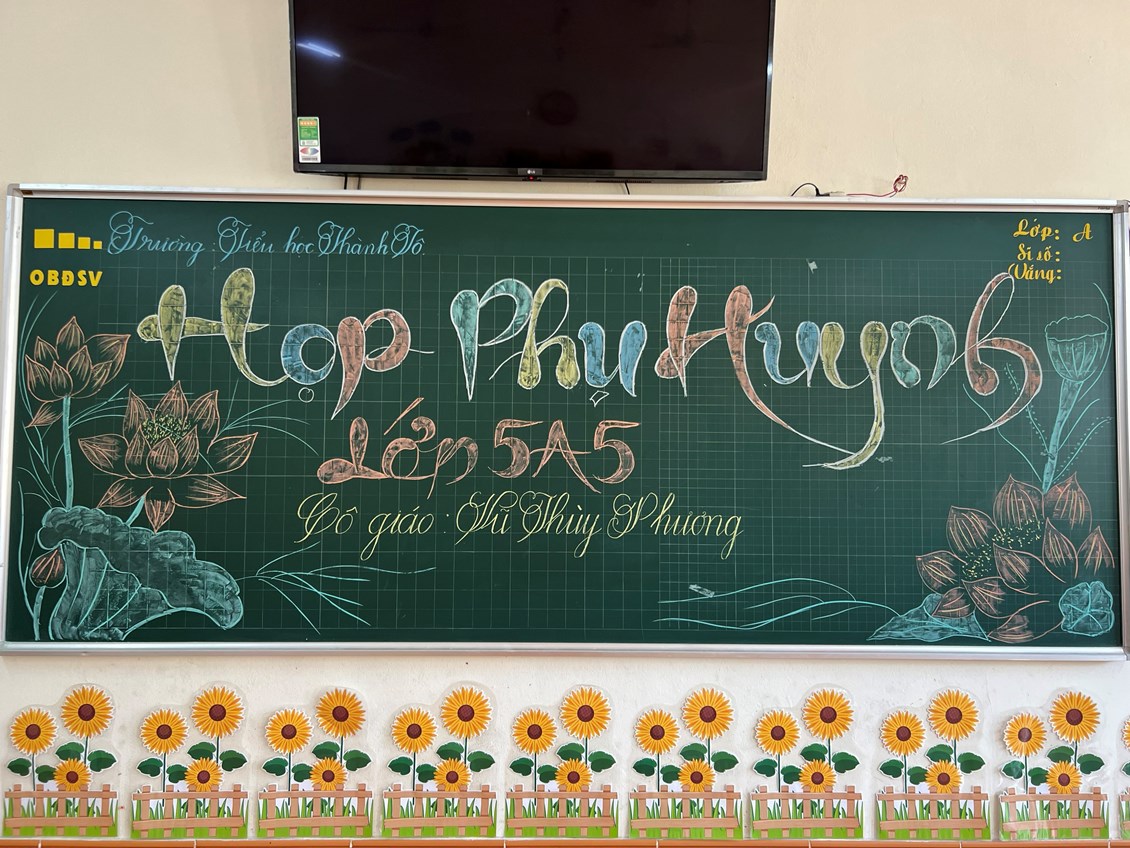 Trường: Tiểu học Thành Tô
OBĐSV
Lớp: A
Sĩ số:
Vắng:
Họp Phụ Huynh
Lớp 5A5
Cô giáo: Vũ Thùy Phương
LG